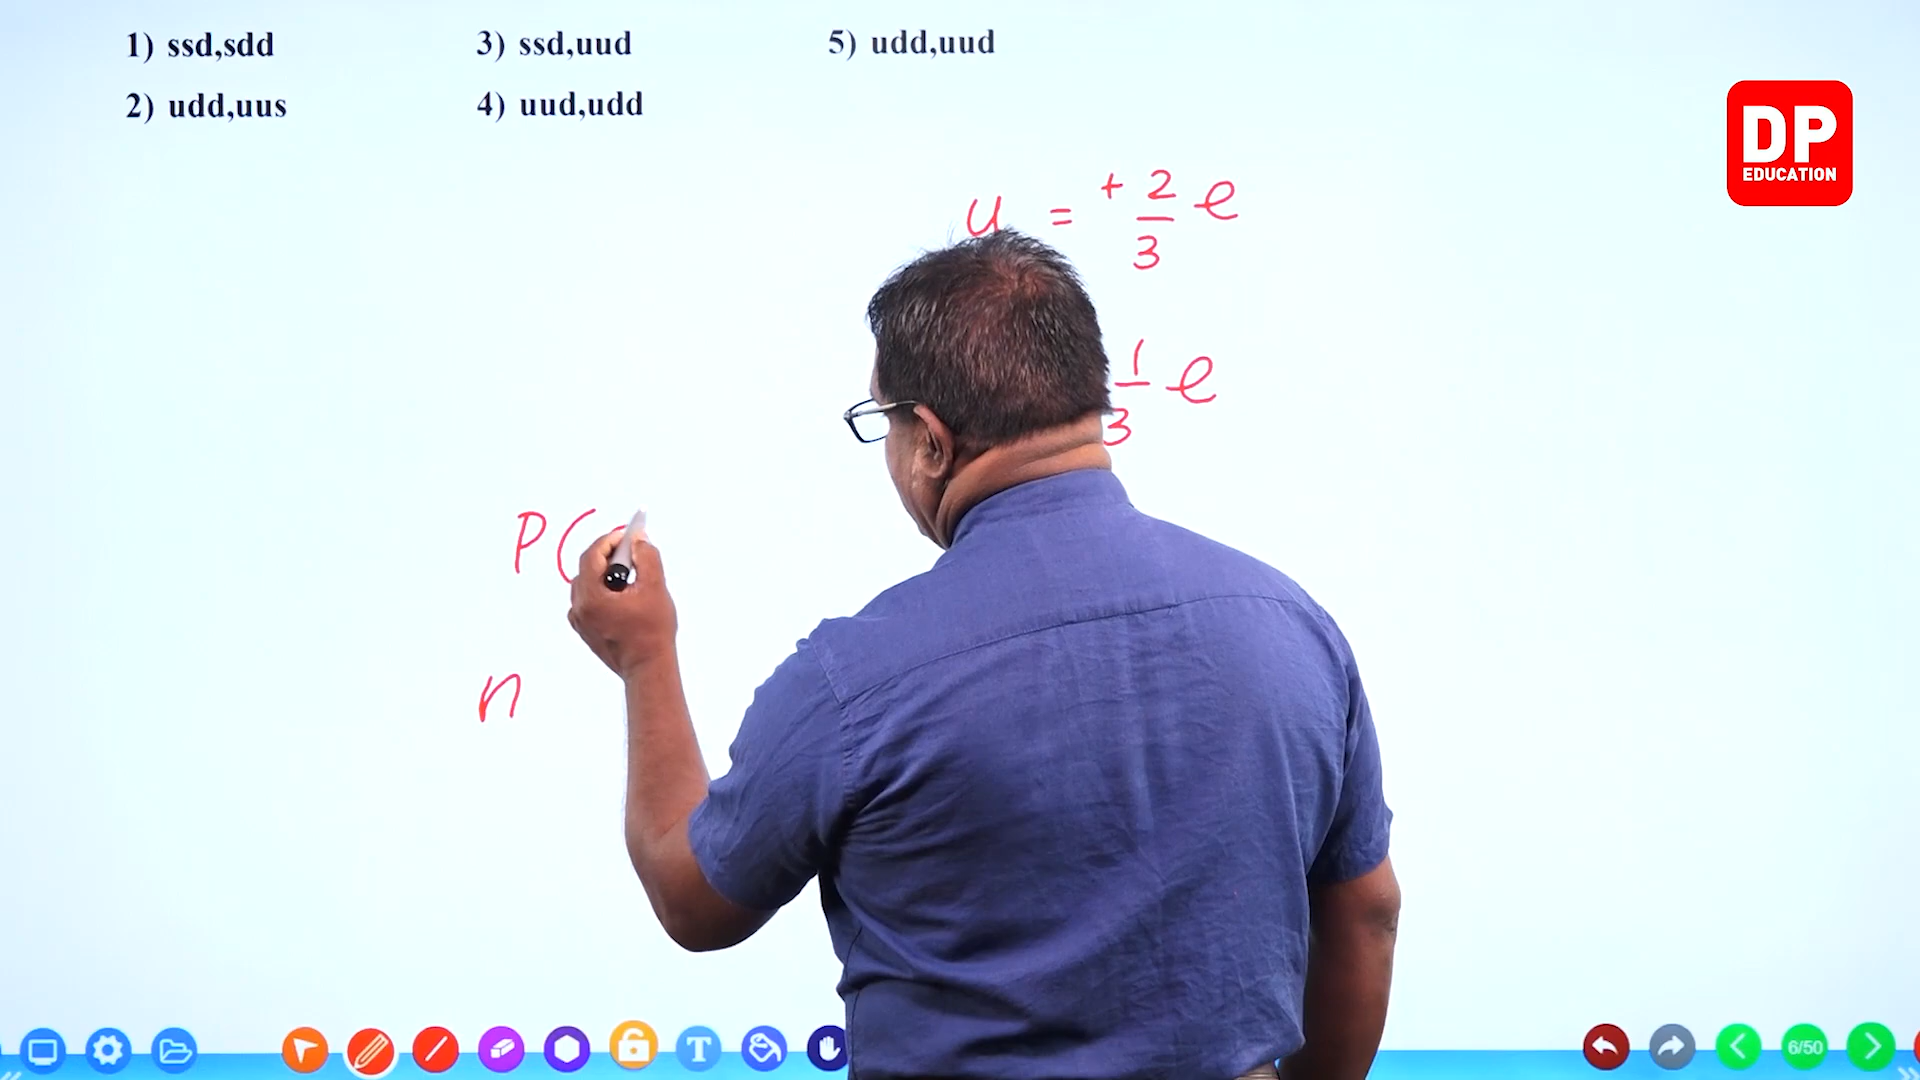 1) ssd,sdd
3) ssd,uud
5) udd,uud
2) udd,uus
4) uud,udd
DP
EDUCATION
u = +2/3 e
1/3 e
P(
n
T
6/50